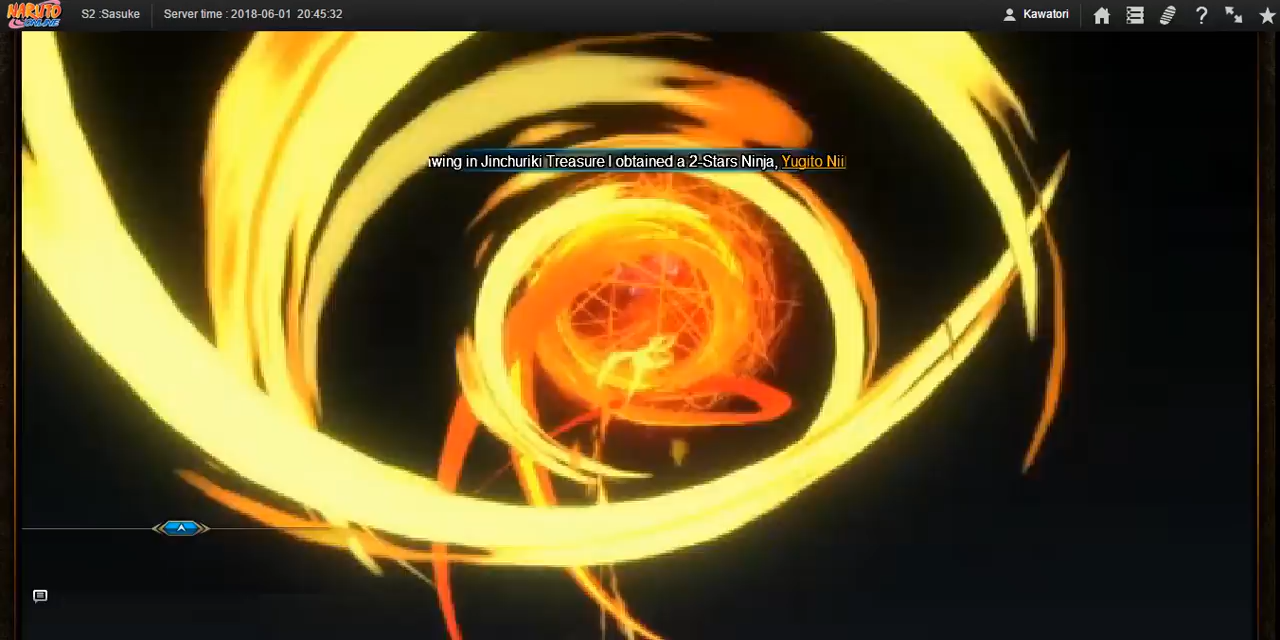 NARUTO
ONLINE
S2 :Sasuke
Server time : 2018-06-01 20:45:32
Kawatori
?
in Jinchuriki Treasure I obtained a 2-Stars Ninja, Yugito Nii